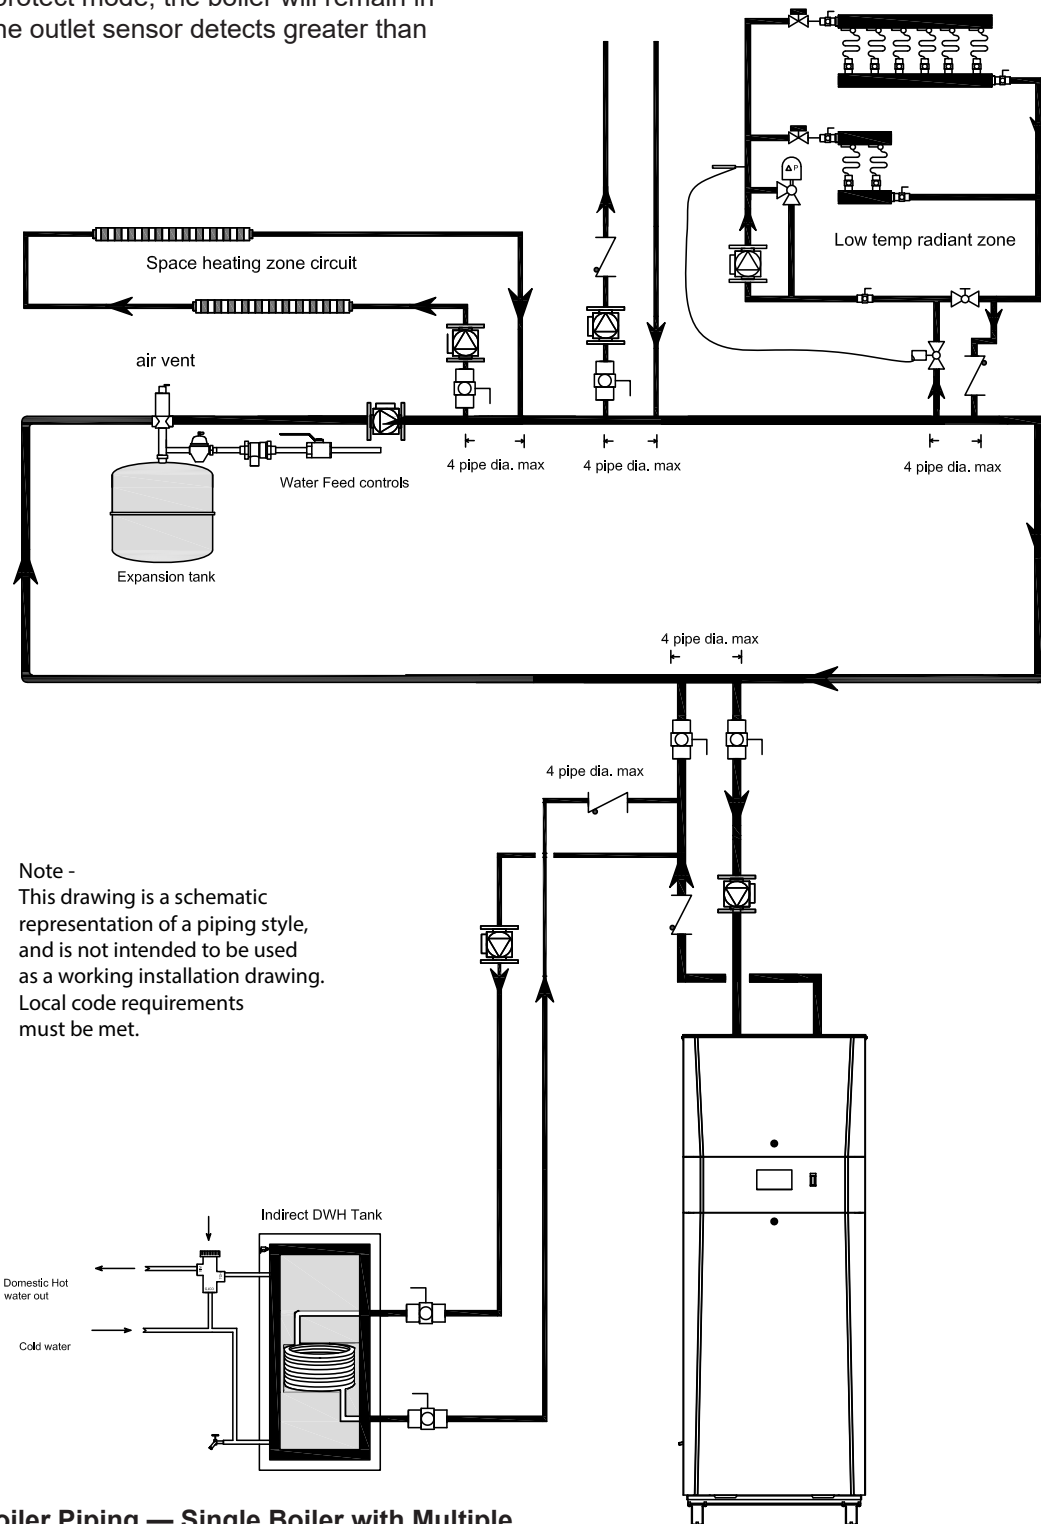 protect mode, the boiler will remain in
he outlet sensor detects greater than
Δ P
Low temp radiant zone
Space heating zone circuit
air vent
4 pipe dia. max
4 pipe dia. max
4 pipe dia. max
Water Feed controls
Expansion tank
4 pipe dia. max
4 pipe dia. max
Note -
This drawing is a schematic
representation of a piping style,
and is not intended to be used
as a working installation drawing.
Local code requirements
must be met.
Indirect DWH Tank
Domestic Hot
water out
Cold water
oiler Piping — Single Boiler with Multiple